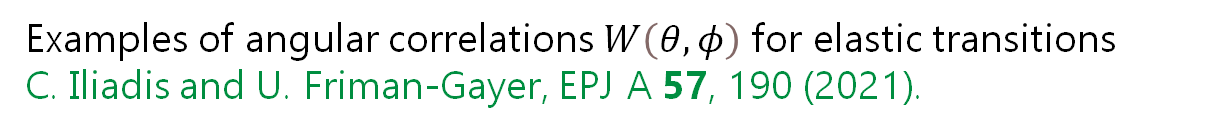 Examples of angular correlations W(θ,ϕ) for elastic transitions
C. Iliadis and U. Friman-Gayer, EPJ A 57, 190 (2021).